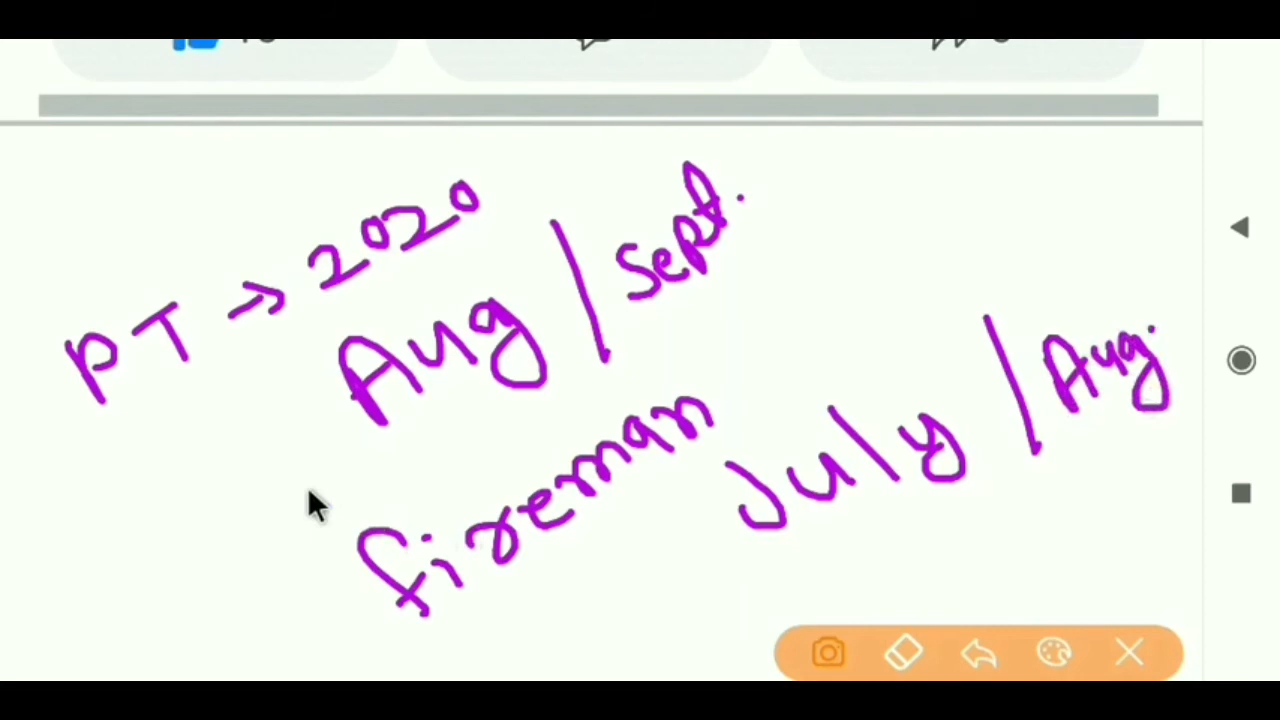 PT → 2020
Aug / Sept.
fireman July / Aug.